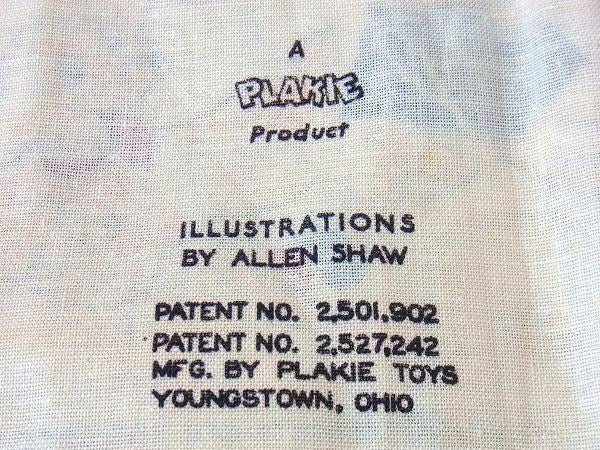 A
PLAKIE
Product
ILLUSTRATIONS
BY ALLEN SHAW
PATENT NO. 2,501,902
PATENT NO. 2,527,242
MFG. BY PLAKIE TOYS
YOUNGSTOWN, OHIO